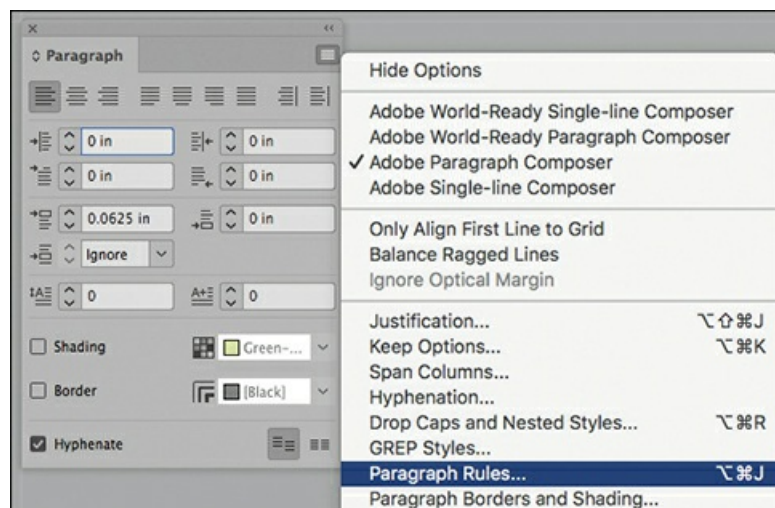 Paragraph
0 in
0 in
0 in
0 in
0.0625 in
0 in
Ignore
0
0
Shading
Green-...
Border
[Black]
Hyphenate
Hide Options
Adobe World-Ready Single-line Composer
Adobe World-Ready Paragraph Composer
✓ Adobe Paragraph Composer
Adobe Single-line Composer
Only Align First Line to Grid
Balance Ragged Lines
Ignore Optical Margin
Justification... ⌥⇧⌘J
Keep Options... ⌥⌘K
Span Columns...
Hyphenation...
Drop Caps and Nested Styles... ⌥⌘R
GREP Styles...
Paragraph Rules... ⌥⌘J
Paragraph Borders and Shading...